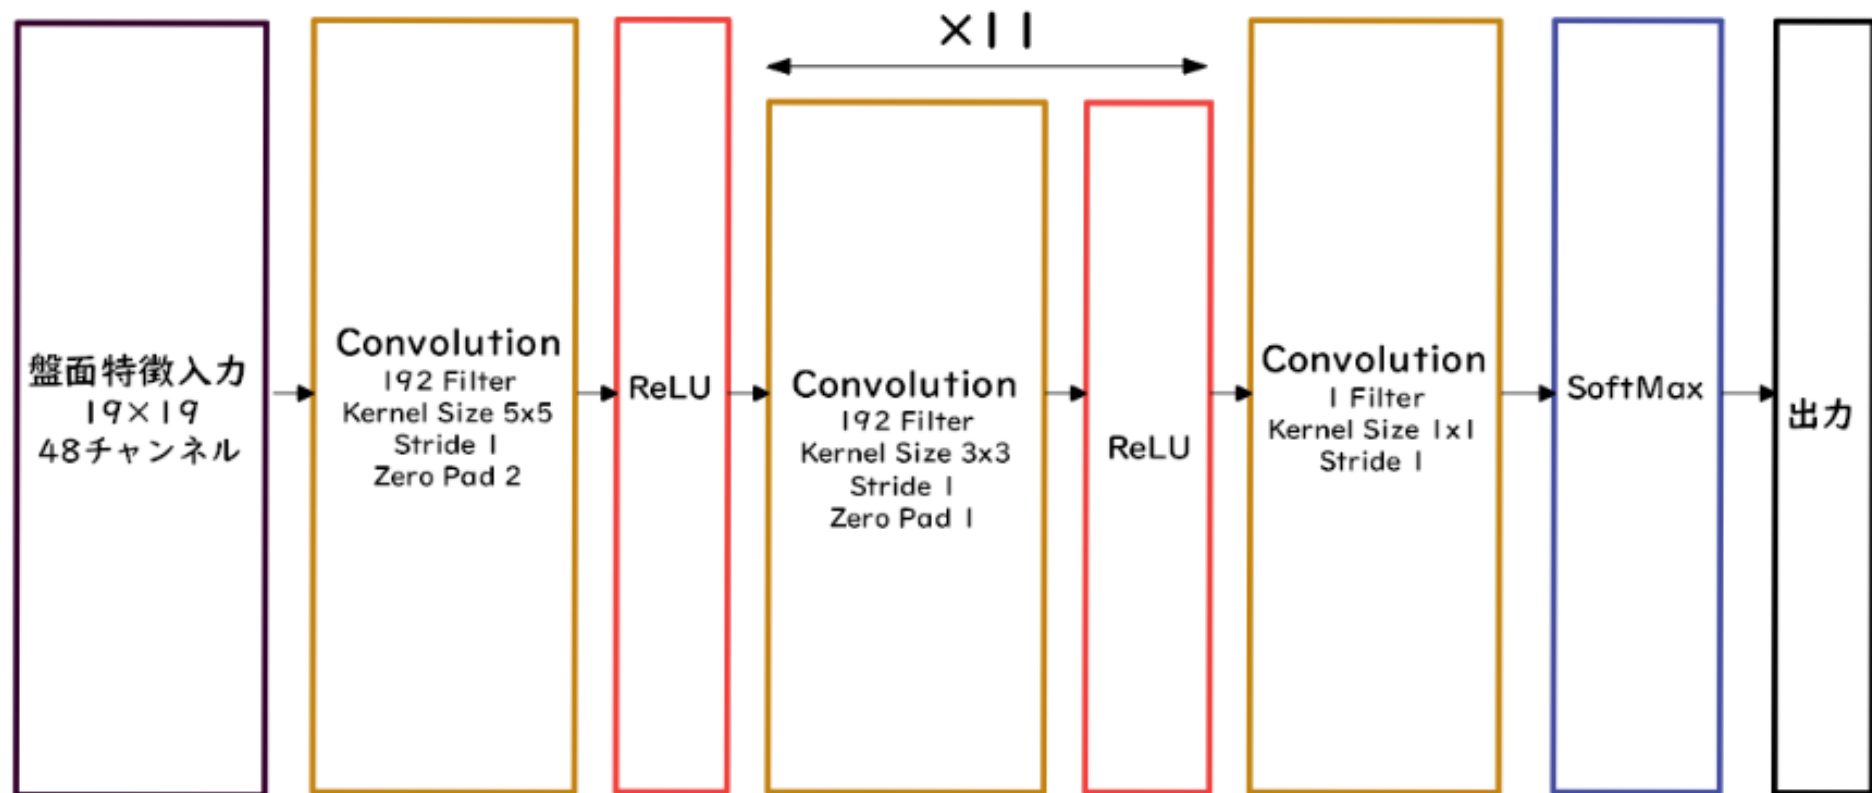 ×11
盤面特徴入力
19×19
48チャンネル
Convolution
192 Filter
Kernel Size 5x5
Stride 1
Zero Pad 2
ReLU
Convolution
192 Filter
Kernel Size 3x3
Stride 1
Zero Pad 1
ReLU
Convolution
1 Filter
Kernel Size 1x1
Stride 1
SoftMax
出力